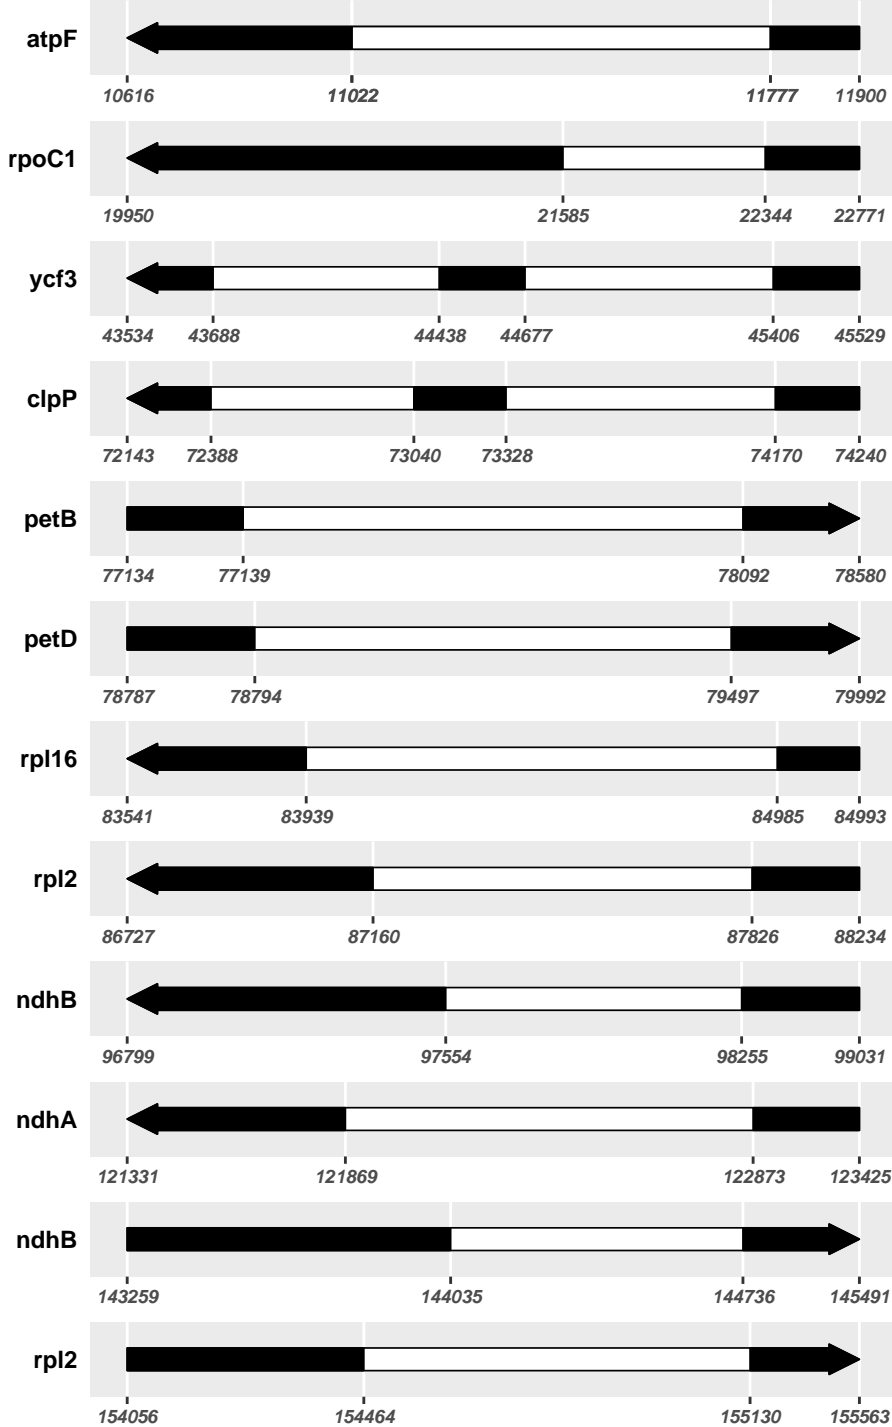 atpF
10616 11022 11777 11900
rpoC1
19950 21585 22344 22771
ycf3
43534 43688 44438 44677 45406 45529
clpP
72143 72388 73040 73328 74170 74240
petB
77134 77139 78092 78580
petD
78787 78794 79497 79992
rpl16
83541 83939 84985 84993
rpl2
86727 87160 87826 88234
ndhB
96799 97554 98255 99031
ndhA
121331 121869 122873 123425
ndhB
143259 144035 144736 145491
rpl2
154056 154464 155130 155563